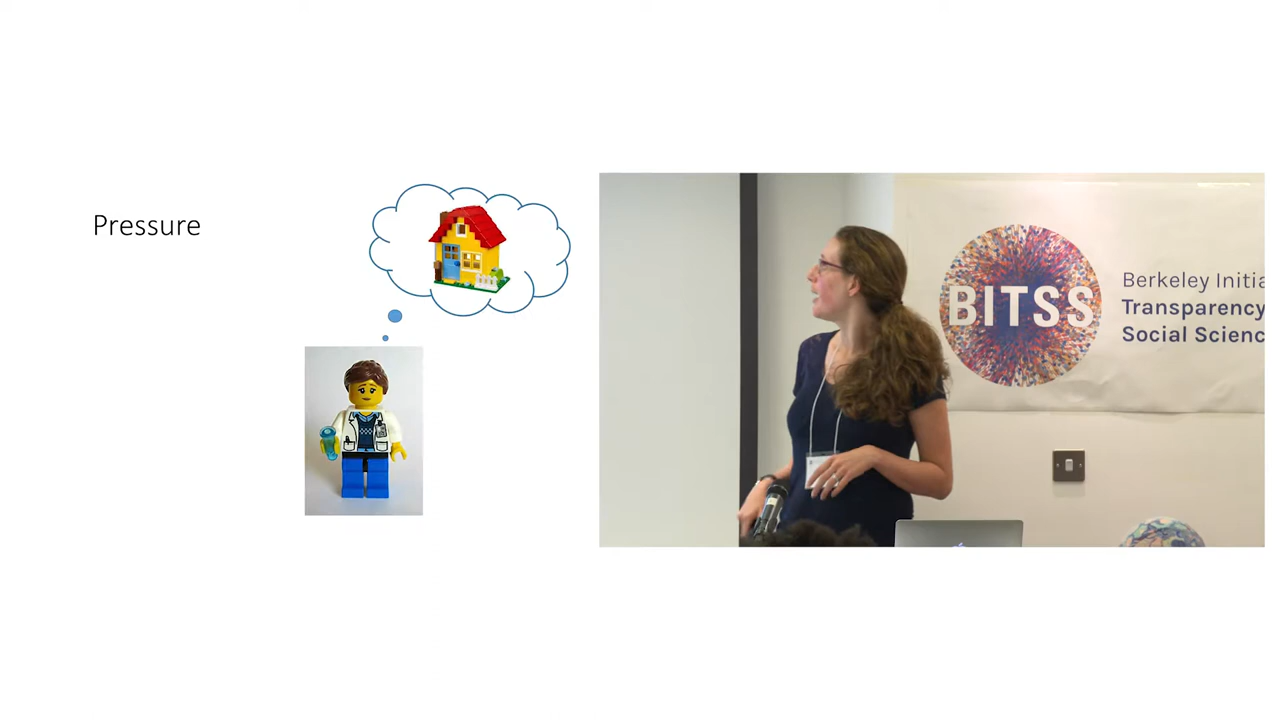 Pressure
BITSS
Berkeley Initia
Transparency
Social Scienc